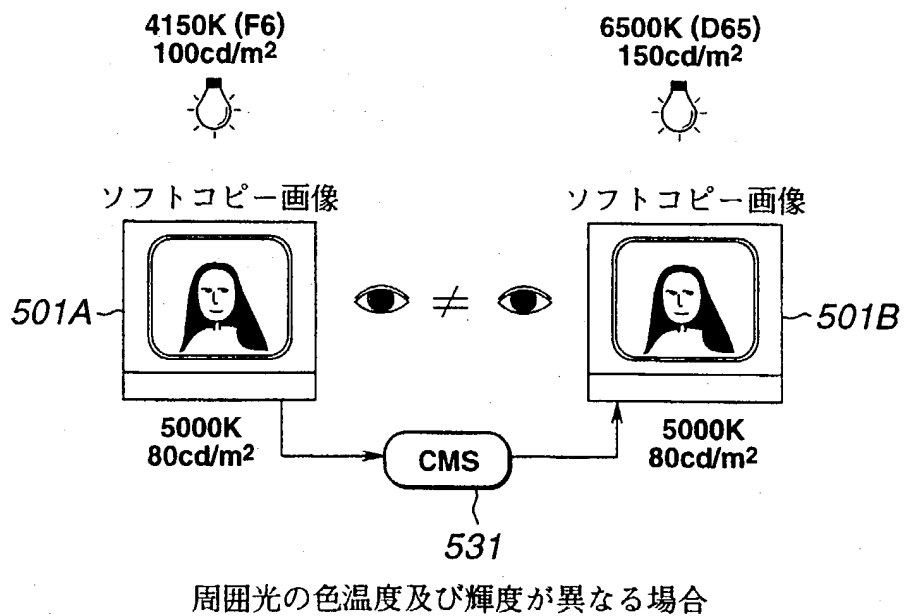 4150K (F6)
100cd/m2
6500K (D65)
150cd/m2
ソフトコピー画像
ソフトコピー画像
501A
≠
501B
5000K
80cd/m2
CMS
5000K
80cd/m2
531
周囲光の色温度及び輝度が異なる場合